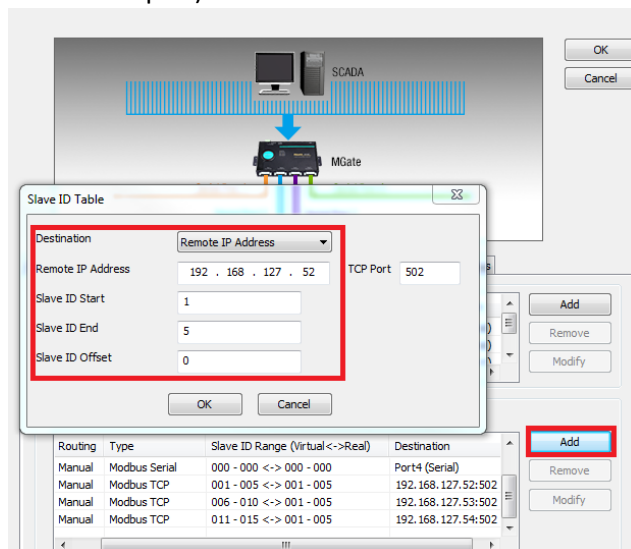 OK
SCADA
Cancel
MGate
Slave ID Table
Destination Remote IP Address
Remote IP Address 192 . 168 . 127 . 52 TCP Port 502
Slave ID Start 1
Slave ID End 5
Slave ID Offset 0
OK Cancel
Add
Remove
Modify
Routing Type Slave ID Range (Virtual<->Real) Destination
Manual Modbus Serial 000 - 000 <-> 000 - 000 Port4 (Serial)
Manual Modbus TCP 001 - 005 <-> 001 - 005 192.168.127.52:502
Manual Modbus TCP 006 - 010 <-> 001 - 005 192.168.127.53:502
Manual Modbus TCP 011 - 015 <-> 001 - 005 192.168.127.54:502
Add
Remove
Modify